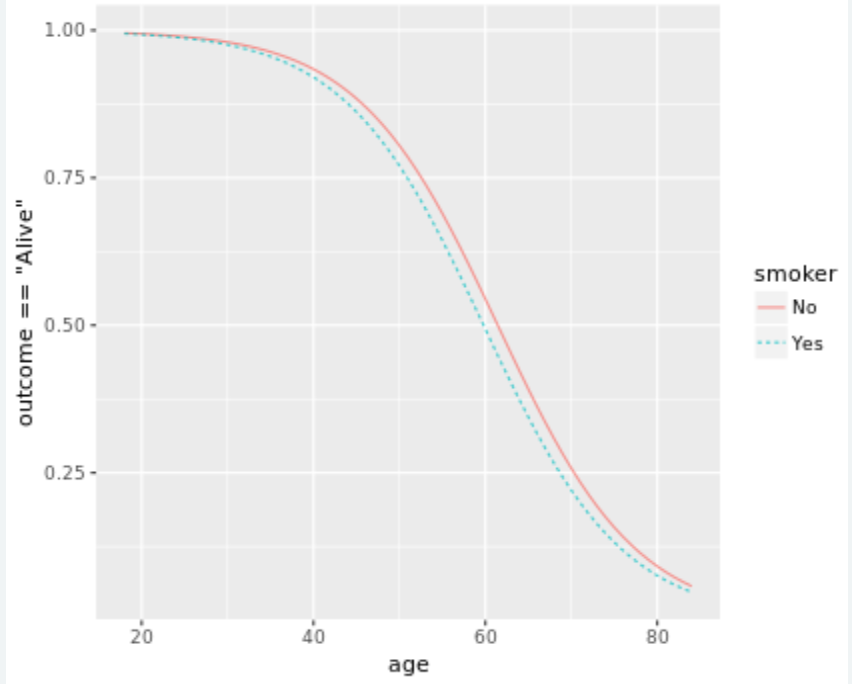 outcome == "Alive"
1.00
0.75
0.50
0.25
20 40 60 80
age
smoker
No
Yes